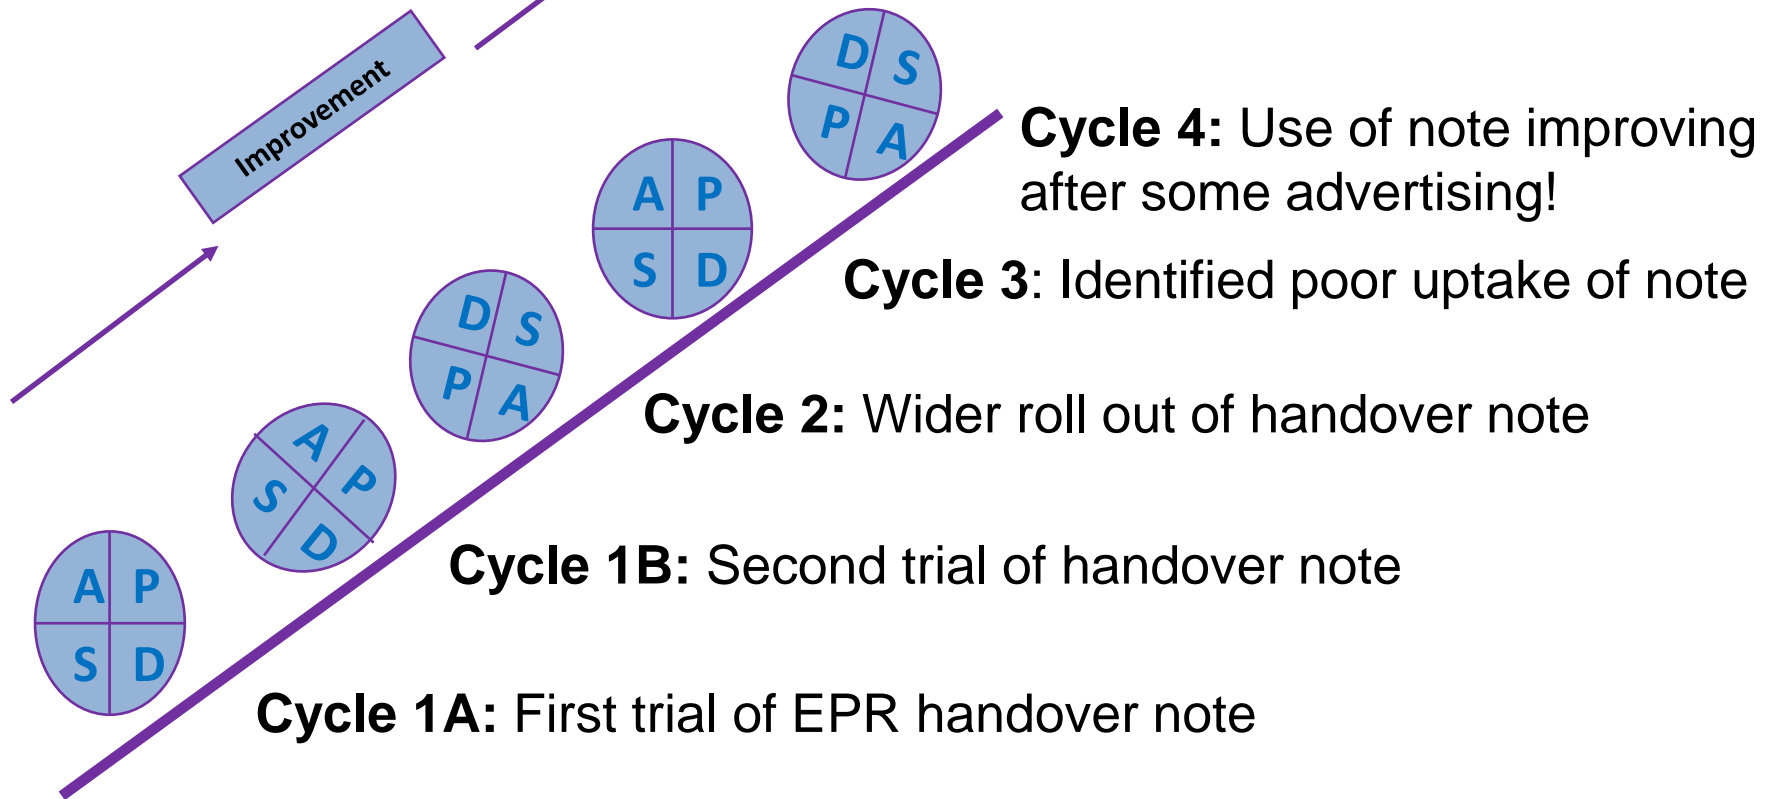 Improvement
D S
P A
Cycle 4: Use of note improving
after some advertising!
A P
S D
Cycle 3: Identified poor uptake of note
D S
P A
Cycle 2: Wider roll out of handover note
A P
S D
Cycle 1B: Second trial of handover note
A P
S D
Cycle 1A: First trial of EPR handover note